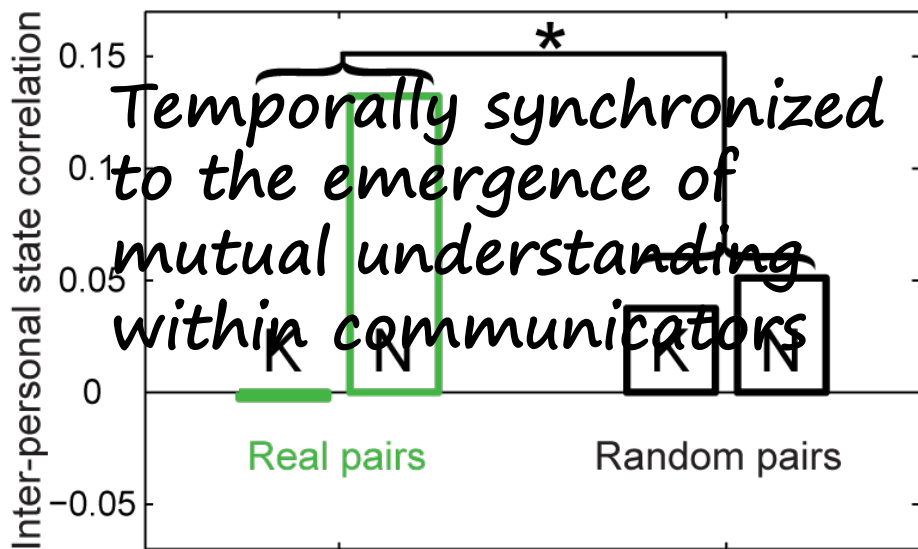 Inter-personal state correlation
0.15
0.1
0.05
0
−0.05
*
Temporally synchronized
to the emergence of
mutual understanding
within communicators
K N
K N
Real pairs
Random pairs